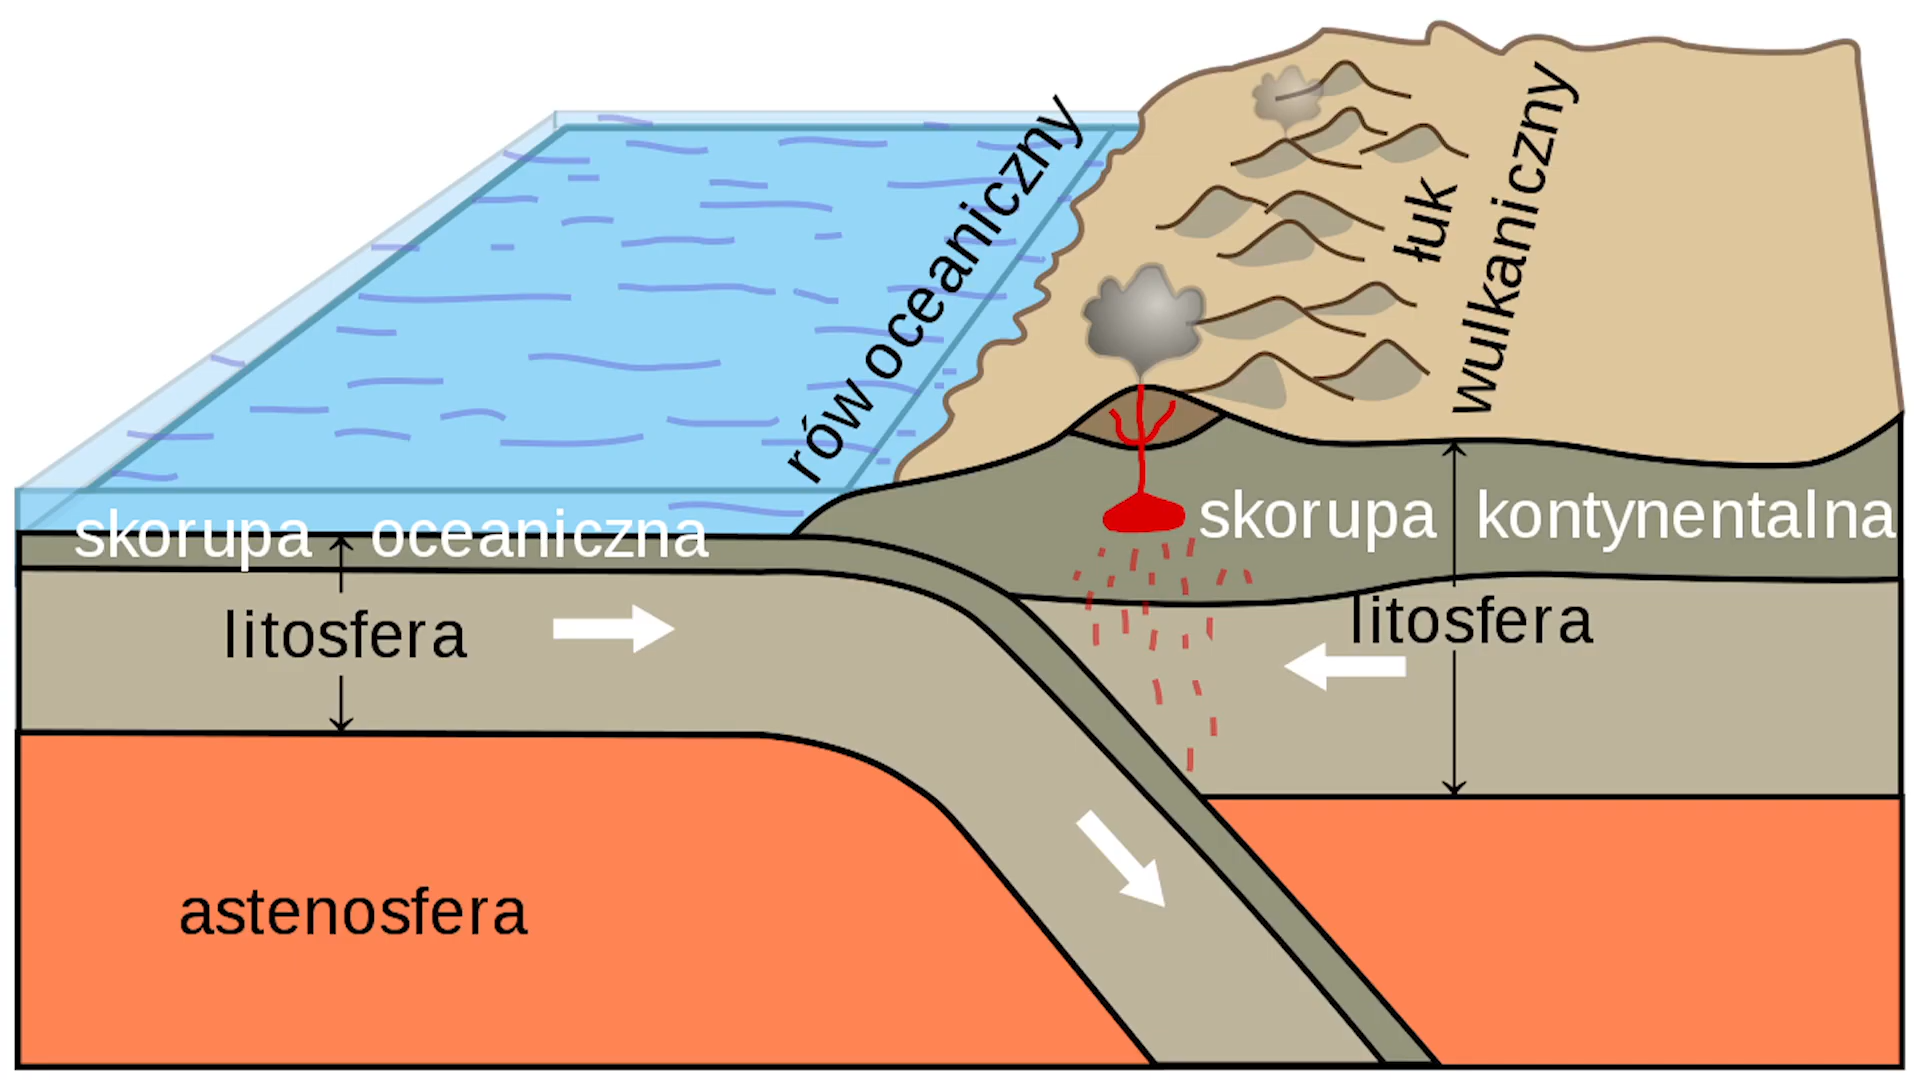 rów oceaniczny
łuk
wulkaniczny
skorupa oceaniczna
skorupa kontynentalna
litosfera
litosfera
astenosfera